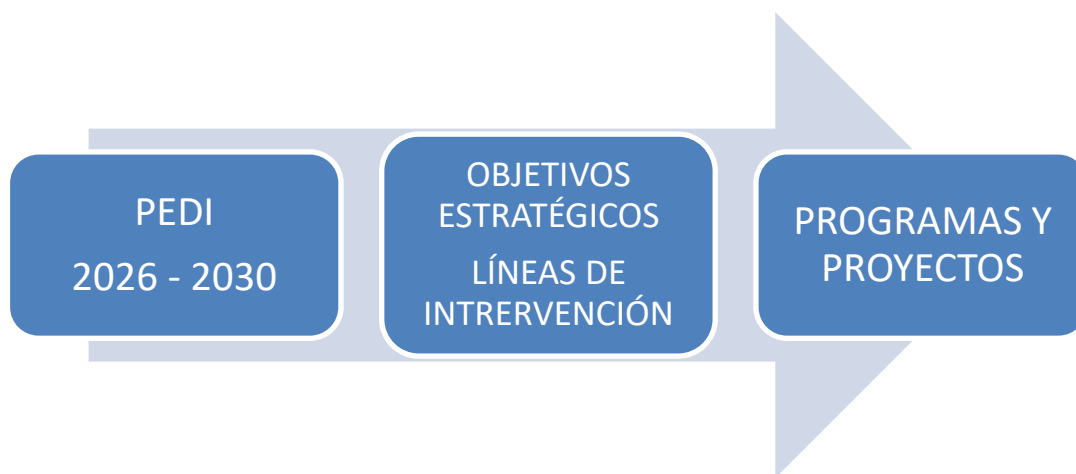 PEDI
2026 - 2030
OBJETIVOS
ESTRATÉGICOS
LÍNEAS DE
INTRERVENCIÓN
PROGRAMAS Y
PROYECTOS